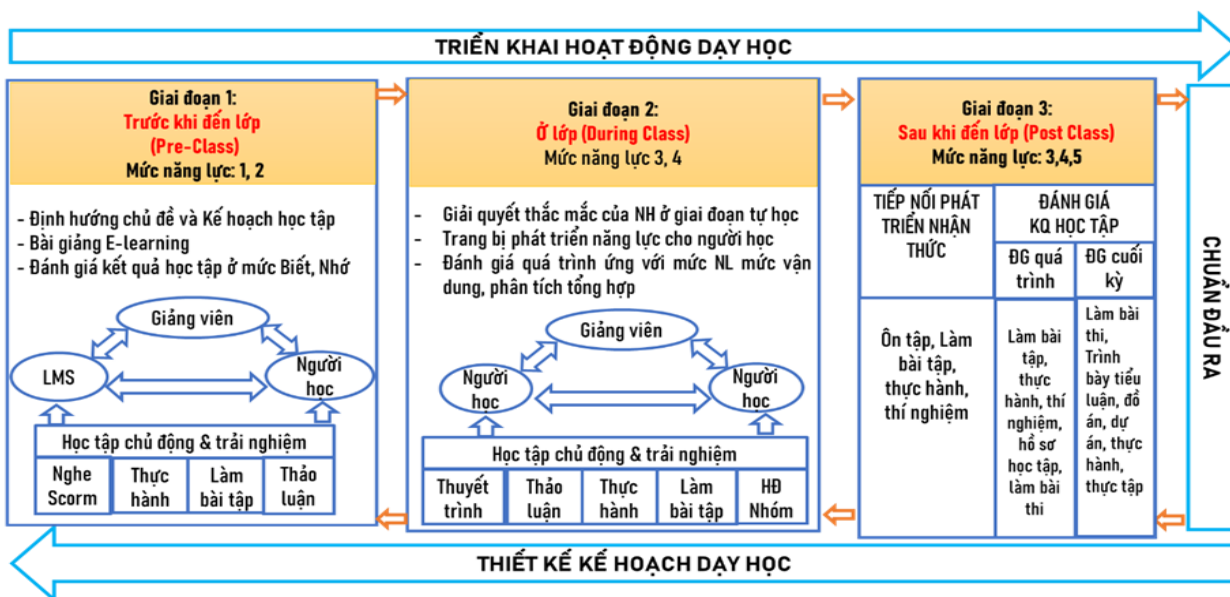 TRIỂN KHAI HOẠT ĐỘNG DẠY HỌC
Giai đoạn 1:
Trước khi đến lớp
(Pre-Class)
Mức năng lực: 1, 2
- Định hướng chủ đề và Kế hoạch học tập
- Bài giảng E-learning
- Đánh giá kết quả học tập ở mức Biết, Nhớ
Giảng viên
LMS
Người
học
Học tập chủ động & trải nghiệm
Nghe
Scorm
Thực
hành
Làm
bài tập
Thảo
luận
Giai đoạn 2:
Ở lớp (During Class)
Mức năng lực 3, 4
- Giải quyết thắc mắc của NH ở giai đoạn tự học
- Trang bị phát triển năng lực cho người học
- Đánh giá quá trình ứng với mức NL mức vận
dung, phân tích tổng hợp
Giảng viên
Người
học
Người
học
Học tập chủ động & trải nghiệm
Thuyết
trình
Thảo
luận
Thực
hành
Làm
bài tập
HĐ
Nhóm
Giai đoạn 3:
Sau khi đến lớp (Post Class)
Mức năng lực: 3,4,5
TIẾP NỐI PHÁT
TRIỂN NHẬN
THỨC
ĐÁNH GIÁ
KQ HỌC TẬP
ĐG quá
trình
ĐG cuối
kỳ
Ôn tập, Làm
bài tập,
thực hành,
thí nghiệm
Làm bài
tập,
thực
hành, thí
nghiệm,
hồ sơ
học tập,
làm bài
thi
Làm bài
thi,
Trình
bày tiểu
luận, đồ
án, dự
án, thực
hành,
thực tập
CHUẨN ĐẦU RA
THIẾT KẾ KẾ HOẠCH DẠY HỌC